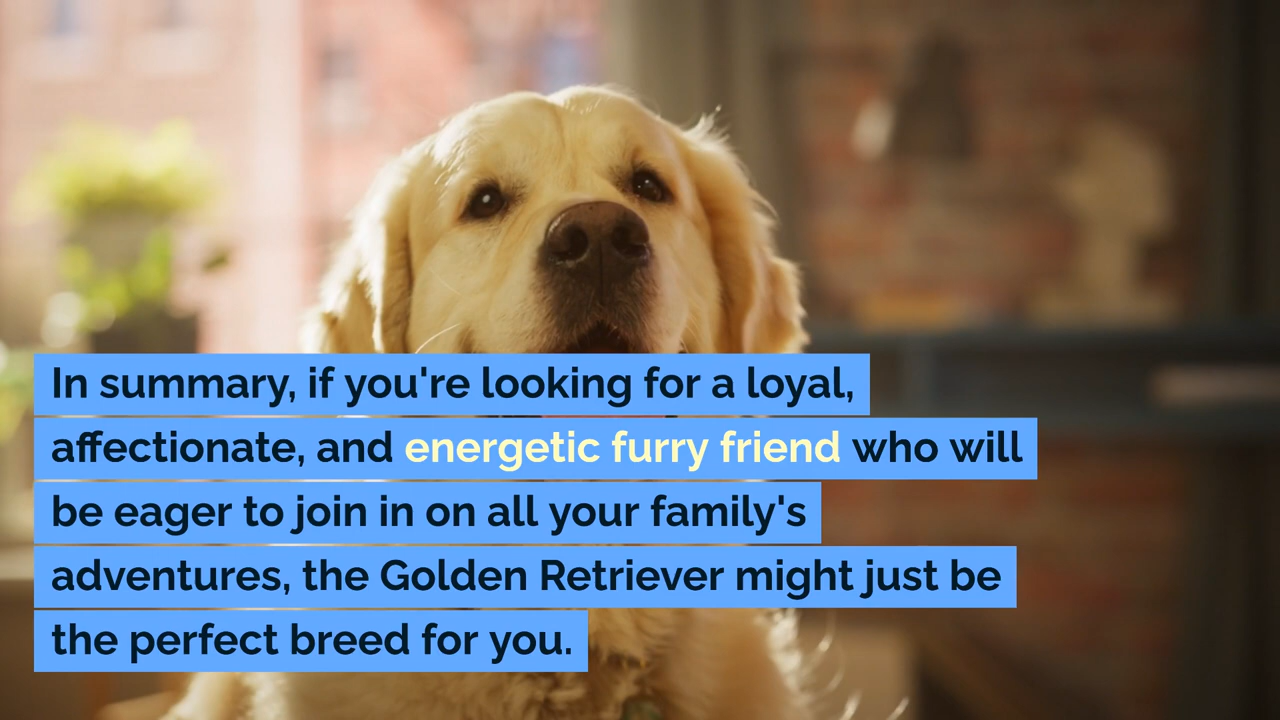 In summary, if you're looking for a loyal,
affectionate, and energetic furry friend who will
be eager to join in on all your family's
adventures, the Golden Retriever might just be
the perfect breed for you.